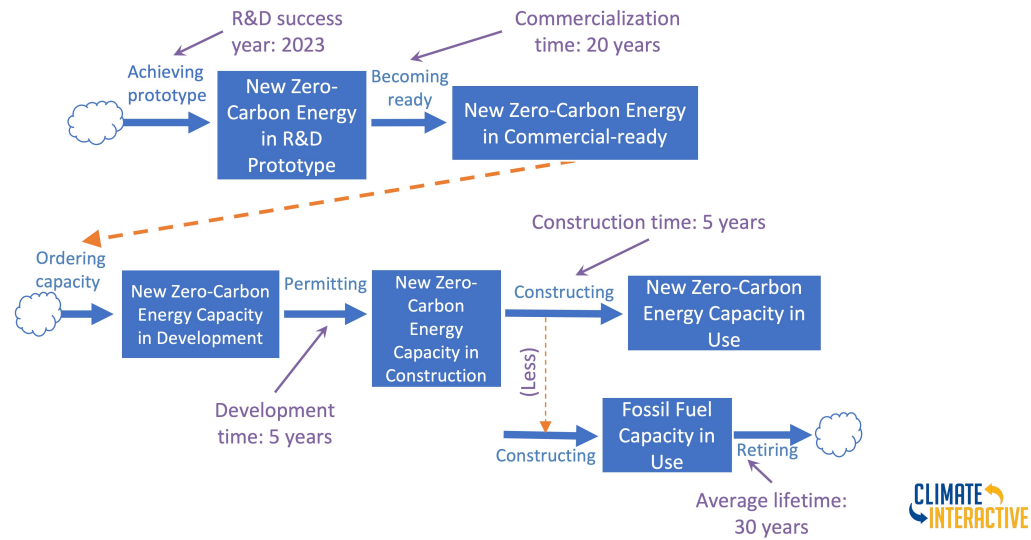 R&D success
year: 2023
Commercialization
time: 20 years
Achieving
prototype
New Zero-
Carbon Energy
in R&D
Prototype
Becoming
ready
New Zero-Carbon Energy
in Commercial-ready
Construction time: 5 years
Ordering
capacity
New Zero-Carbon
Energy Capacity
in Development
Permitting
New Zero-
Carbon
Energy
Capacity in
Construction
Constructing
New Zero-Carbon
Energy Capacity in
Use
(Less)
Development
time: 5 years
Constructing
Fossil Fuel
Capacity in
Use
Retiring
Average lifetime:
30 years
CLIMATE
INTERACTIVE